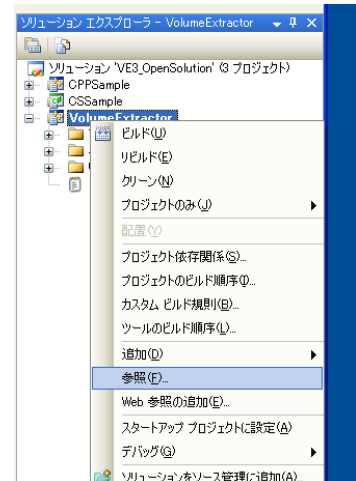 ソリューション エクスプローラ - VolumeExtractor
ソリューション 'VE3_OpenSolution' (3 プロジェクト)
CPPSample
CSSample
VolumeExtractor
ビルド(U)
リビルド(E)
クリーン(N)
プロジェクトのみ(J)
配置(Y)
プロジェクト依存関係(S)...
プロジェクトのビルド順序(I)...
カスタム ビルド規則(B)...
ツールのビルド順序(L)...
追加(D)
参照(F)...
Web 参照の追加(E)...
スタートアップ プロジェクトに設定(A)
デバッグ(G)
ソリューションをソース管理に追加(A)...